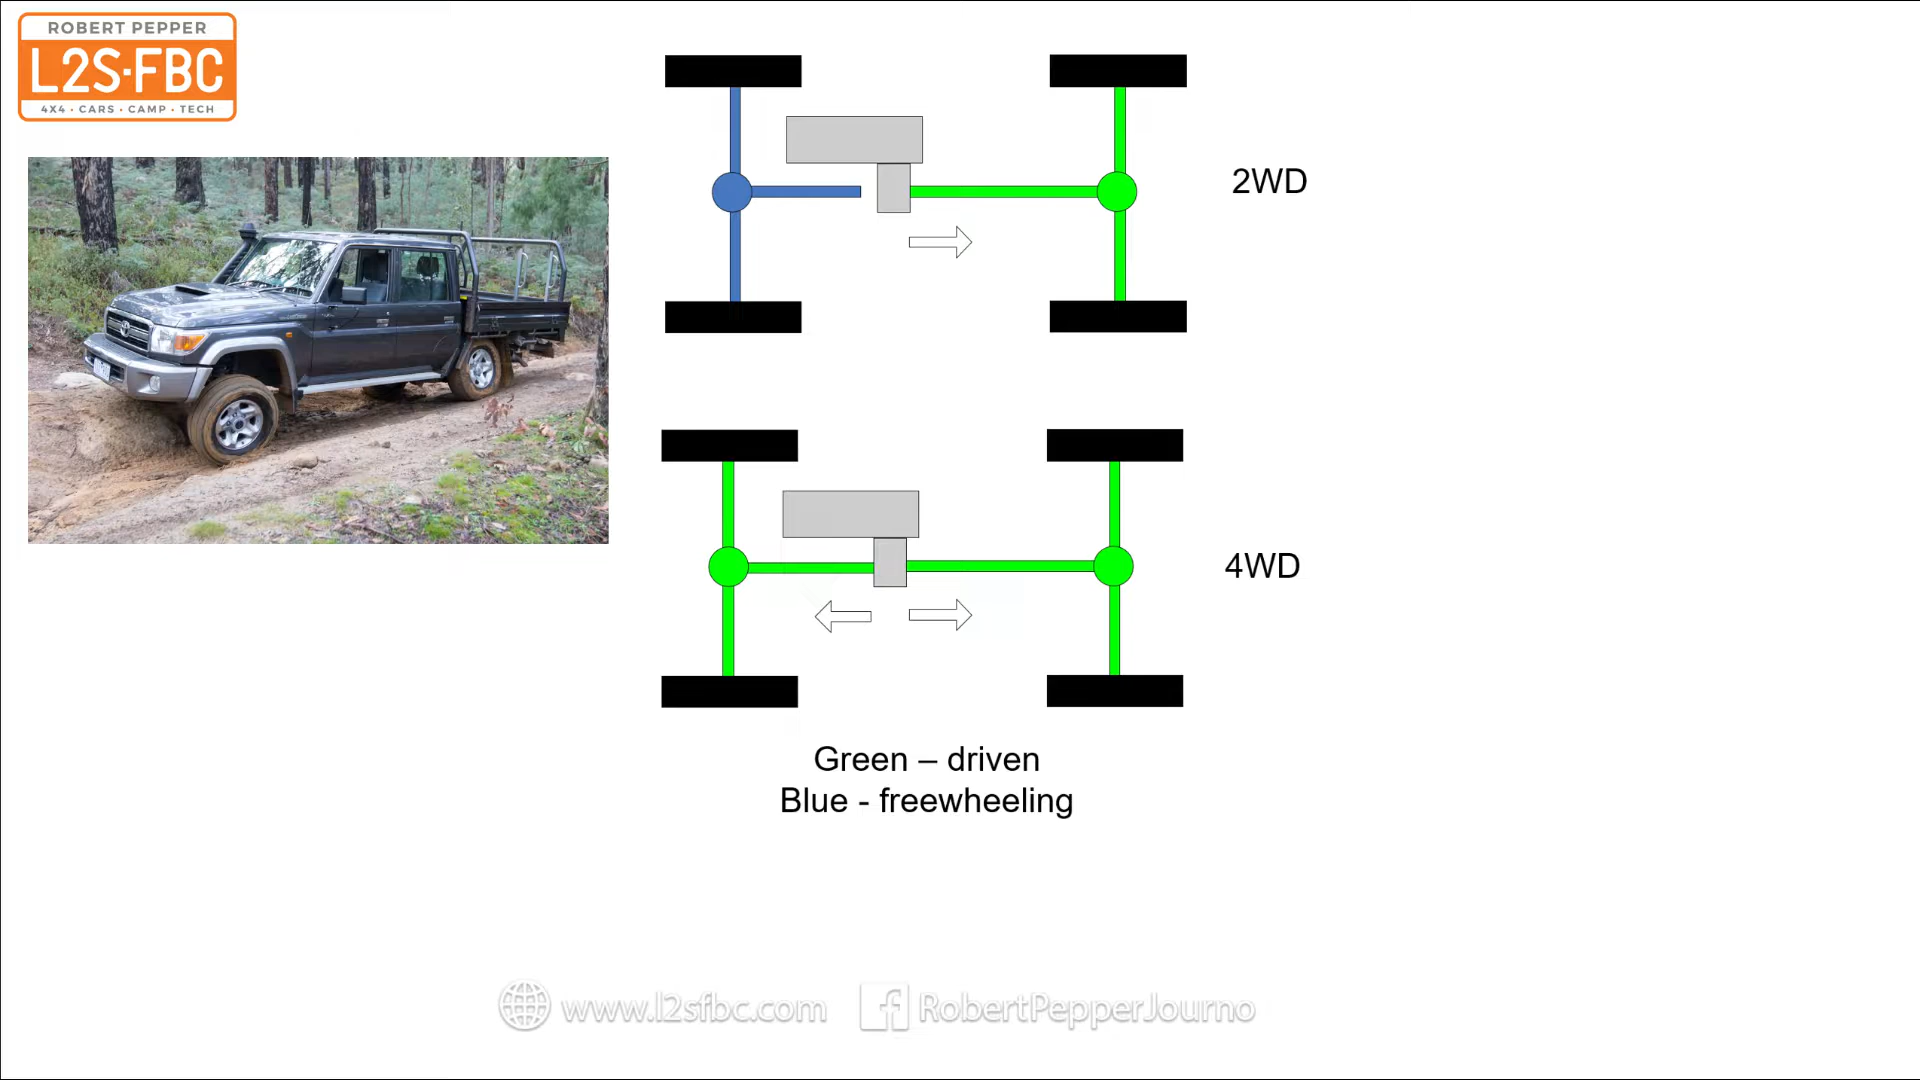 ROBERT PEPPER
L2S·FBC
4X4 · CARS · CAMP · TECH
2WD
4WD
Green – driven
Blue - freewheeling
www.l2sfbc.com
RobertPepperJourno